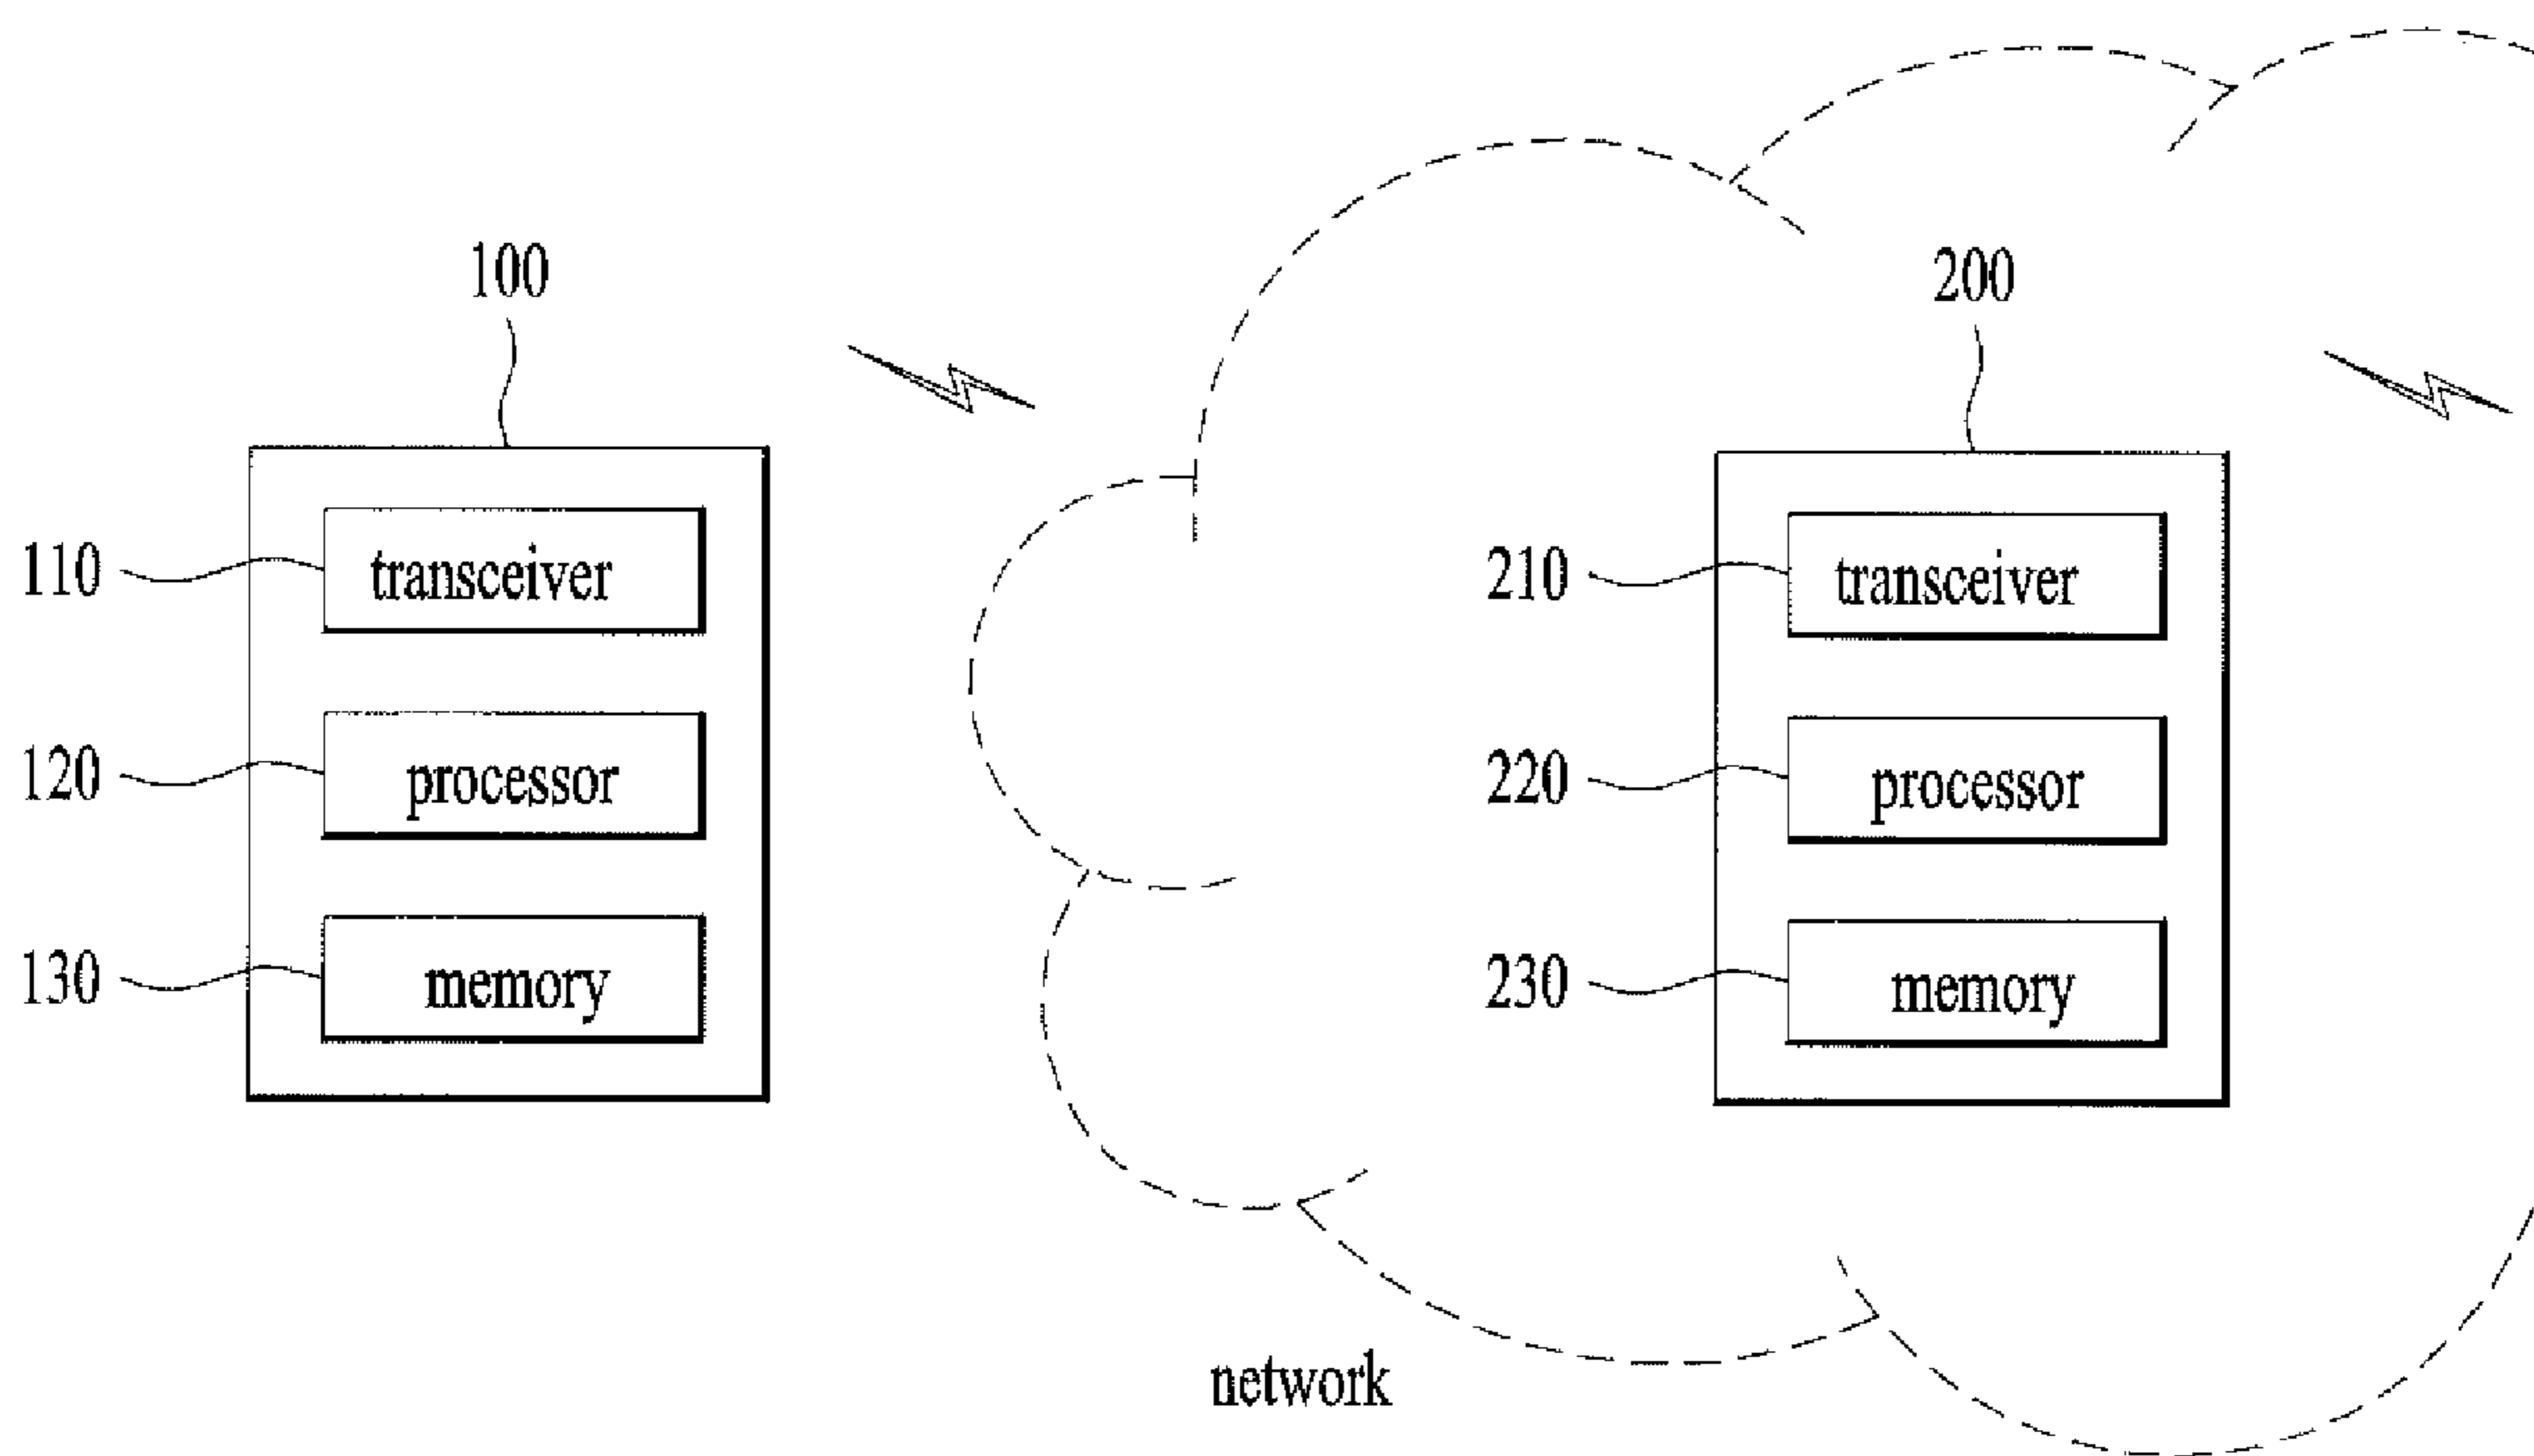 100
200
110
transceiver
210
transceiver
120
processor
220
processor
130
memory
230
memory
network